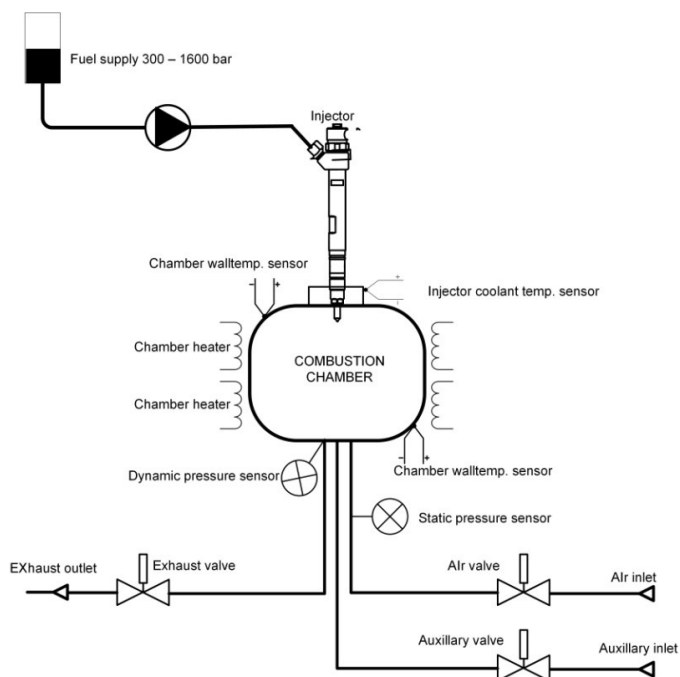 Fuel supply 300 – 1600 bar
Injector
Chamber walltemp. sensor
- +
+
Injector coolant temp. sensor
Chamber heater
COMBUSTION
CHAMBER
Chamber heater
- +
Chamber walltemp. sensor
Dynamic pressure sensor
Static pressure sensor
EXhaust outlet
Exhaust valve
AIr valve
AIr inlet
Auxillary valve
Auxillary inlet